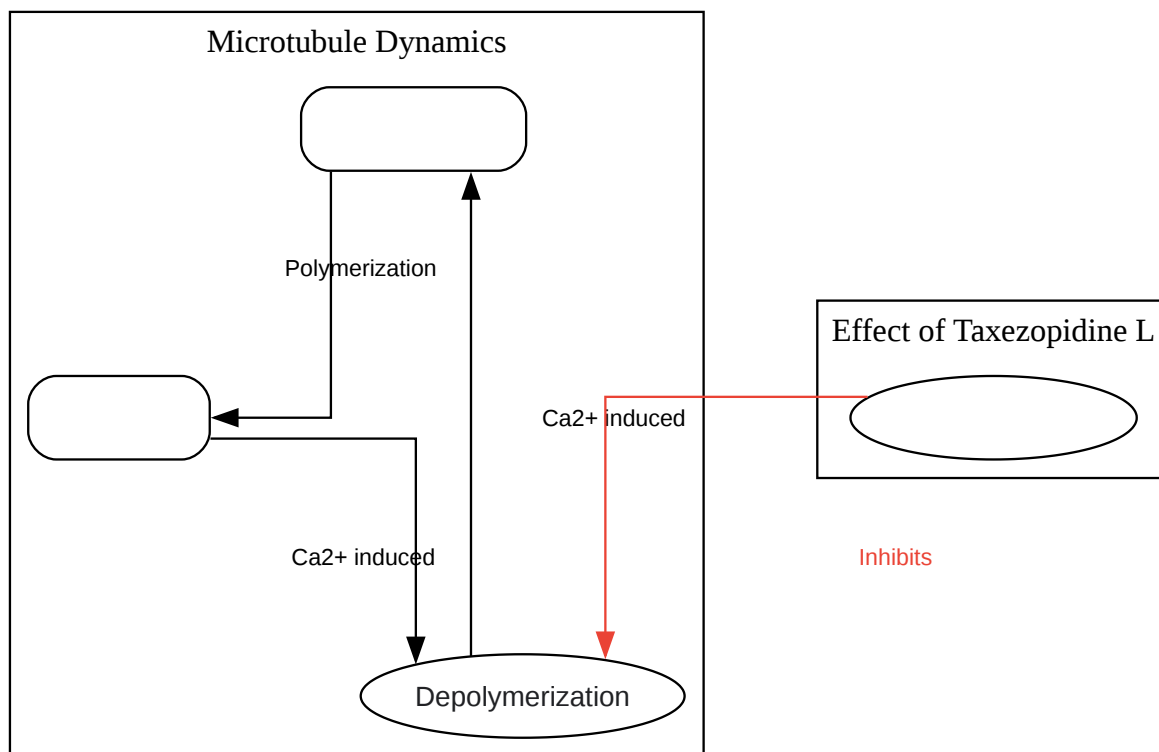 Microtubule Dynamics
Polymerization
Effect of Taxezopidine L
Ca2+ induced
Ca2+ induced
Inhibits
Depolymerization